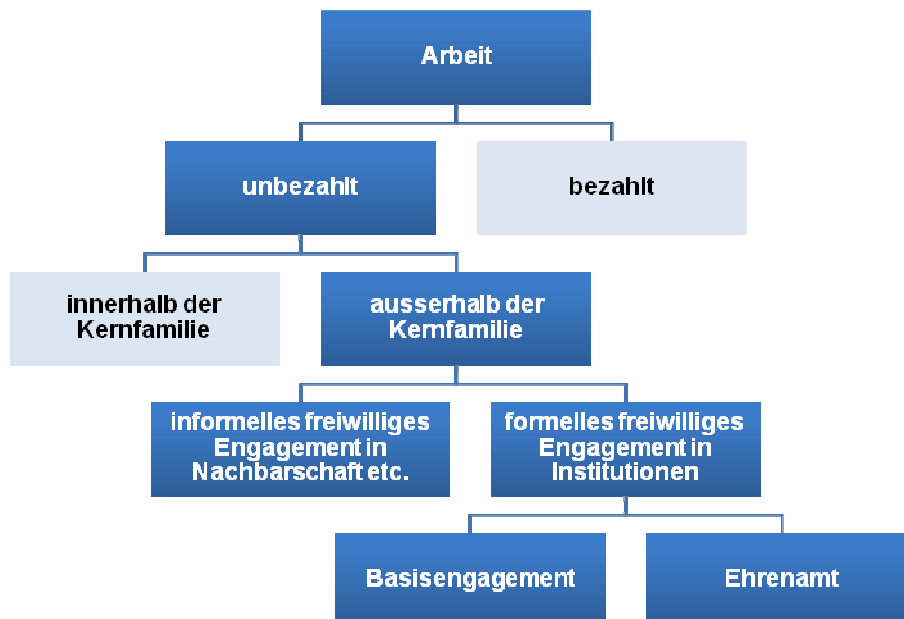 Arbeit
unbezahlt
bezahlt
innerhalb der
Kernfamilie
ausserhalb der
Kernfamilie
informelles freiwilliges
Engagement in
Nachbarschaft etc.
formelles freiwilliges
Engagement in
Institutionen
Basisengagement
Ehrenamt